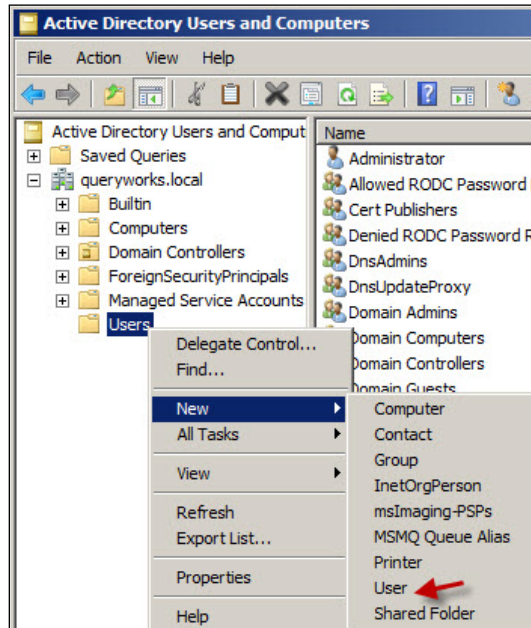 Active Directory Users and Computers
File Action View Help
Active Directory Users and Comput
Saved Queries
queryworks.local
Builtin
Computers
Domain Controllers
ForeignSecurityPrincipals
Managed Service Accounts
Users
Name
Administrator
Allowed RODC Password
Cert Publishers
Denied RODC Password R
DnsAdmins
DnsUpdateProxy
Domain Admins
Domain Computers
Domain Controllers
Domain Guests
Delegate Control...
Find...
New
All Tasks
View
Refresh
Export List...
Properties
Help
Computer
Contact
Group
InetOrgPerson
msImaging-PSPs
MSMQ Queue Alias
Printer
User
Shared Folder